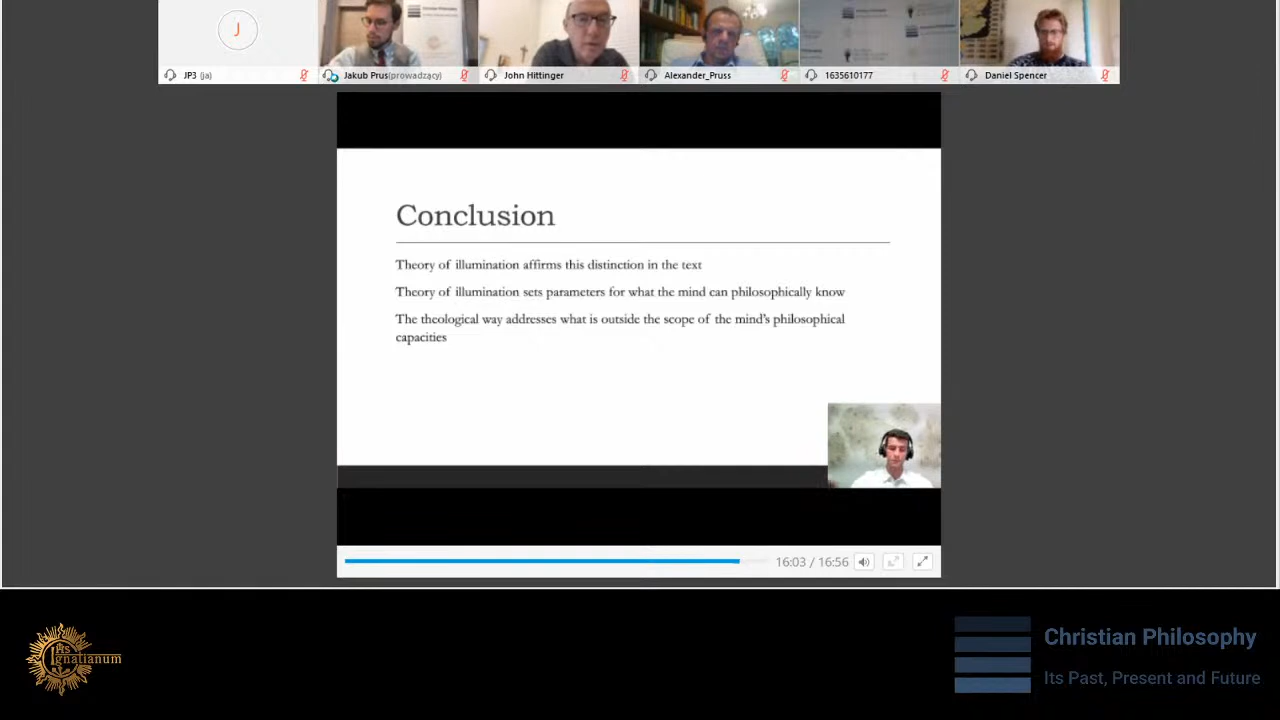 J
JP3 (ja)
Jakub Prus(prowadzący)
John Hittinger
Alexander_Pruss
1635610177
Daniel Spencer
Conclusion
Theory of illumination affirms this distinction in the text
Theory of illumination sets parameters for what the mind can philosophically know
The theological way addresses what is outside the scope of the mind's philosophical
capacities
16:03 / 16:56
IHS
Ignatianum
Christian Philosophy
Its Past, Present and Future